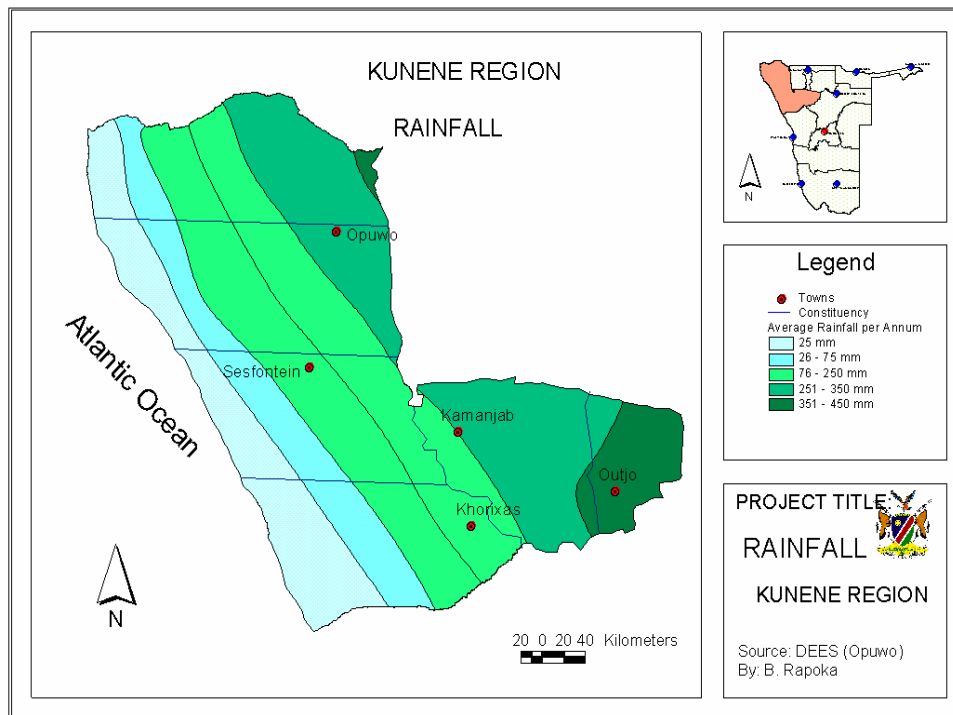 KUNENE REGION
RAINFALL
Opuwo
Sesfontein
Kamanjab
Outjo
Khorixas
Atlantic Ocean
N
20 0 20 40 Kilometers
N
Legend
Towns
Constituency
Average Rainfall per Annum
25 mm
26 - 75 mm
76 - 250 mm
251 - 350 mm
351 - 450 mm
PROJECT TITLE:
RAINFALL
KUNENE REGION
Source: DEES (Opuwo)
By: B. Rapoka